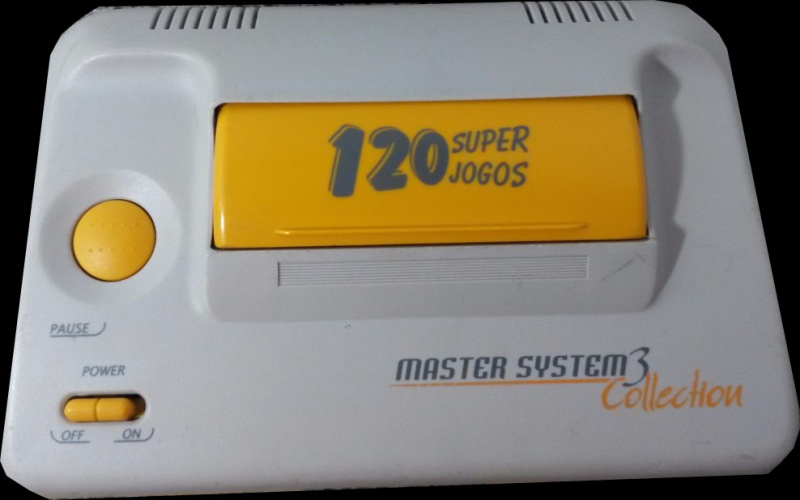 120 SUPER
JOGOS
PAUSE
POWER
OFF ON
MASTER SYSTEM 3
Collection